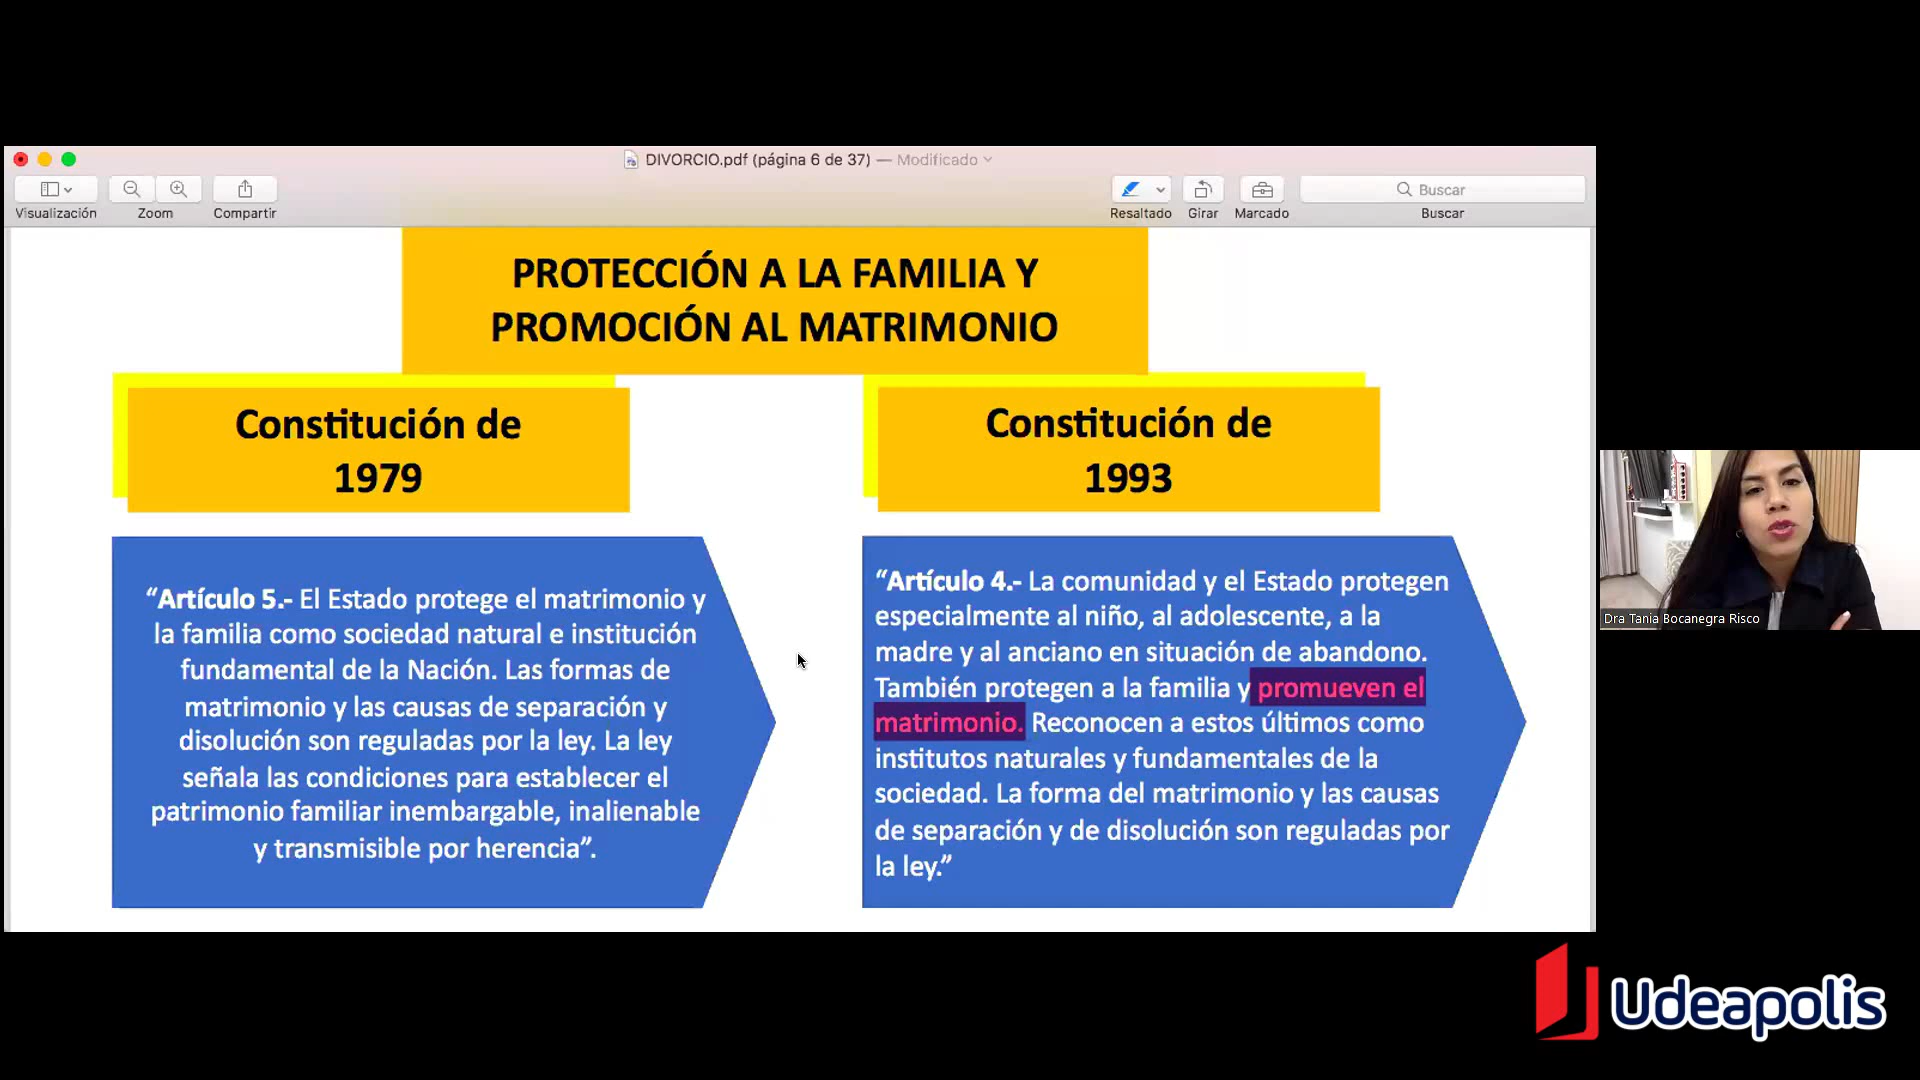 DIVORCIO.pdf (página 6 de 37) — Modificado
Visualización
Zoom
Compartir
Resaltado
Girar
Marcado
Buscar
Buscar
PROTECCIÓN A LA FAMILIA Y
PROMOCIÓN AL MATRIMONIO
Constitución de
1979
“Artículo 5.- El Estado protege el matrimonio y
la familia como sociedad natural e institución
fundamental de la Nación. Las formas de
matrimonio y las causas de separación y
disolución son reguladas por la ley. La ley
señala las condiciones para establecer el
patrimonio familiar inembargable, inalienable
y transmisible por herencia”.
Constitución de
1993
“Artículo 4.- La comunidad y el Estado protegen
especialmente al niño, al adolescente, a la
madre y al anciano en situación de abandono.
También protegen a la familia y promueven el
matrimonio. Reconocen a estos últimos como
institutos naturales y fundamentales de la
sociedad. La forma del matrimonio y las causas
de separación y de disolución son reguladas por
la ley.”
Dra Tania Bocanegra Risco
Udeapolis